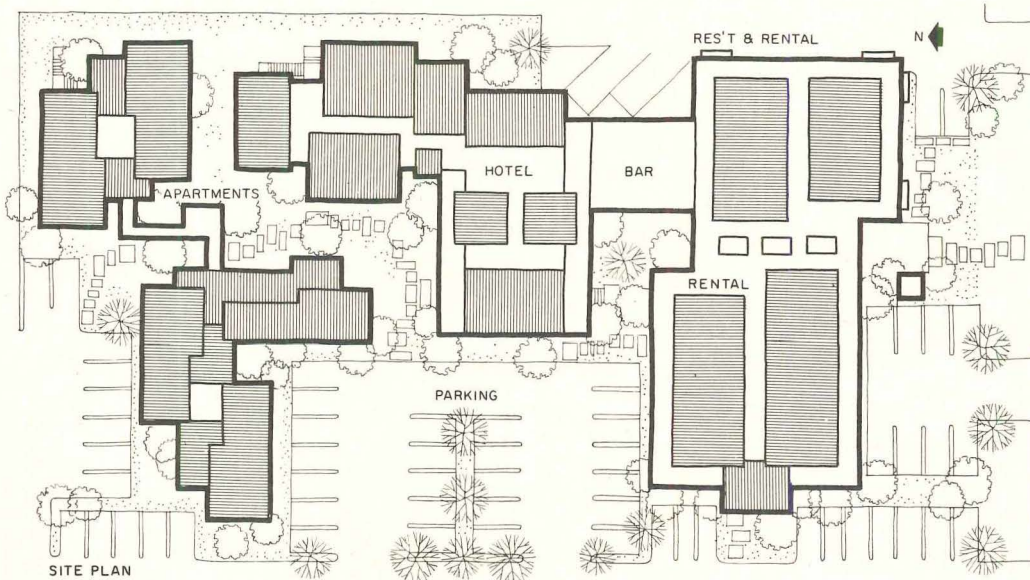 RES'T & RENTAL
N
APARTMENTS
HOTEL
BAR
RENTAL
PARKING
SITE PLAN